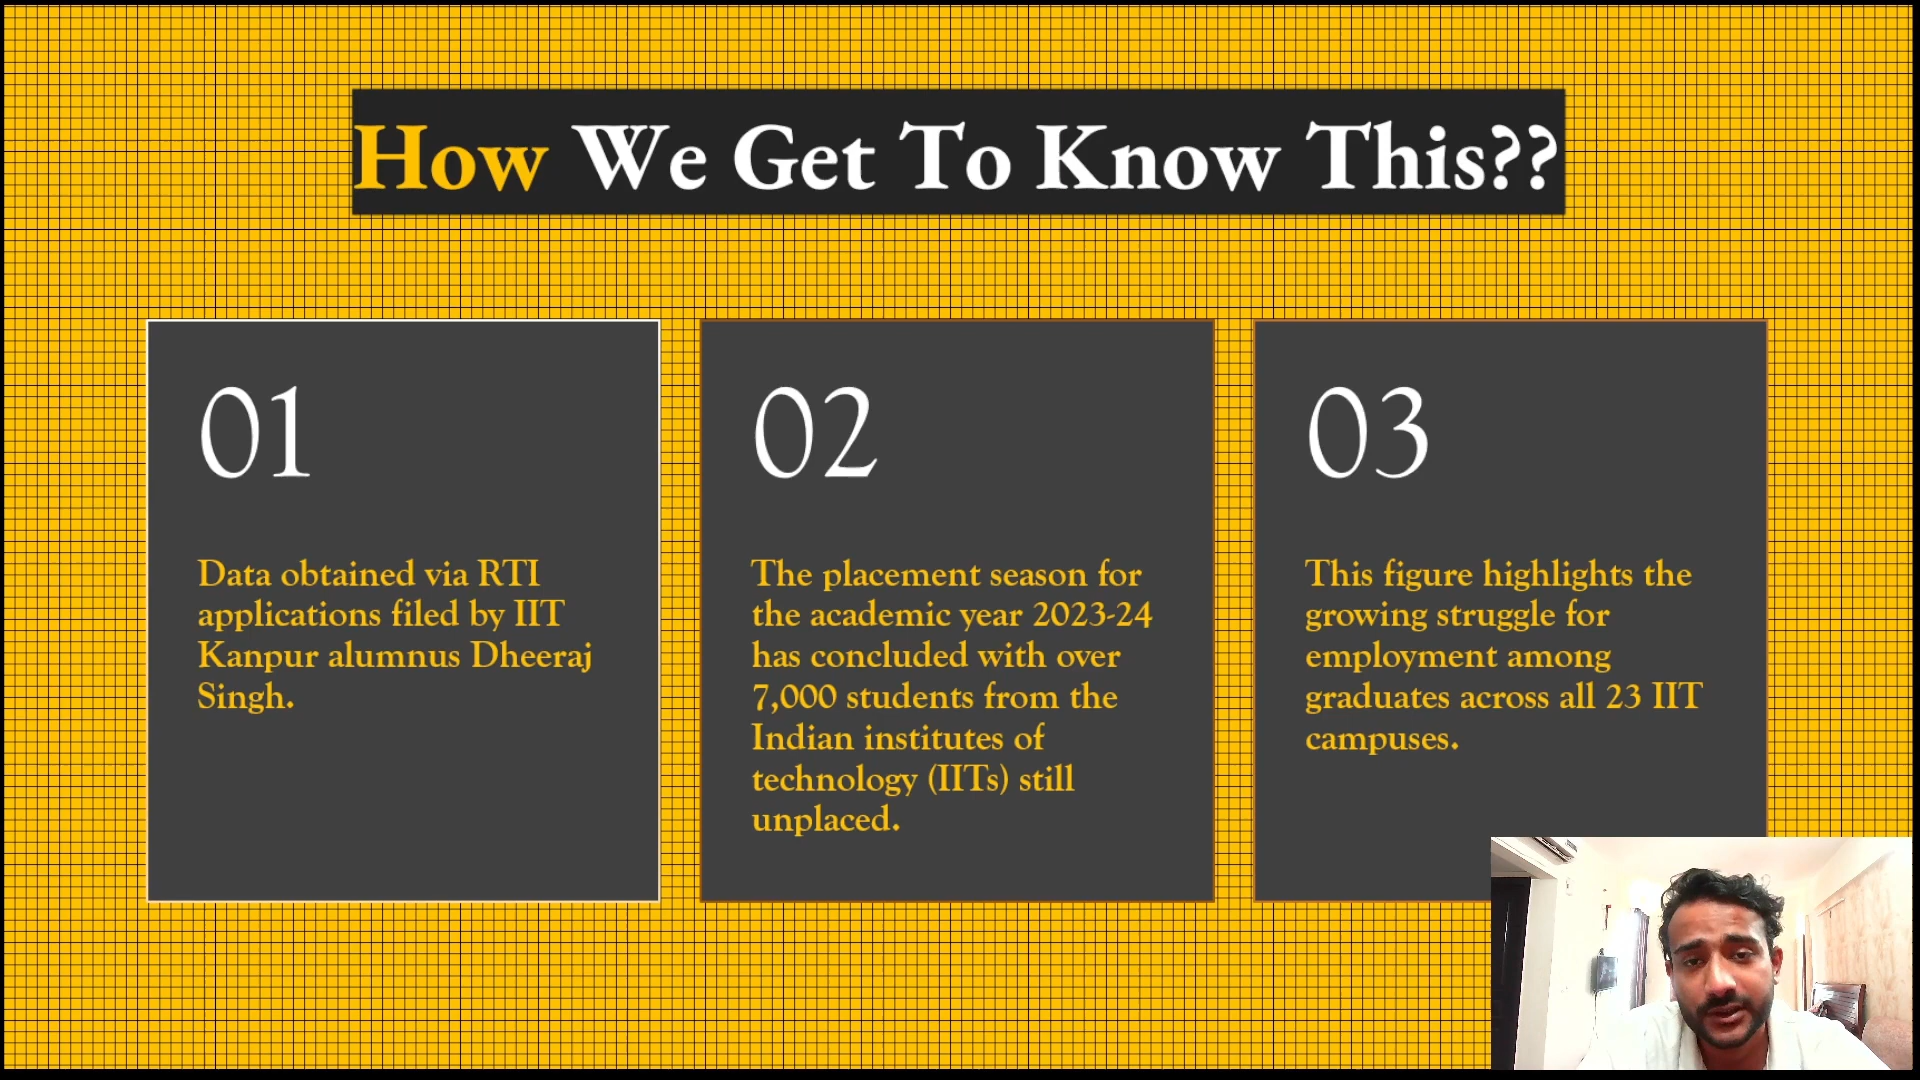 How We Get To Know This??
01
Data obtained via RTI
applications filed by IIT
Kanpur alumnus Dheeraj
Singh.
02
The placement season for
the academic year 2023-24
has concluded with over
7,000 students from the
Indian institutes of
technology (IITs) still
unplaced.
03
This figure highlights the
growing struggle for
employment among
graduates across all 23 IIT
campuses.